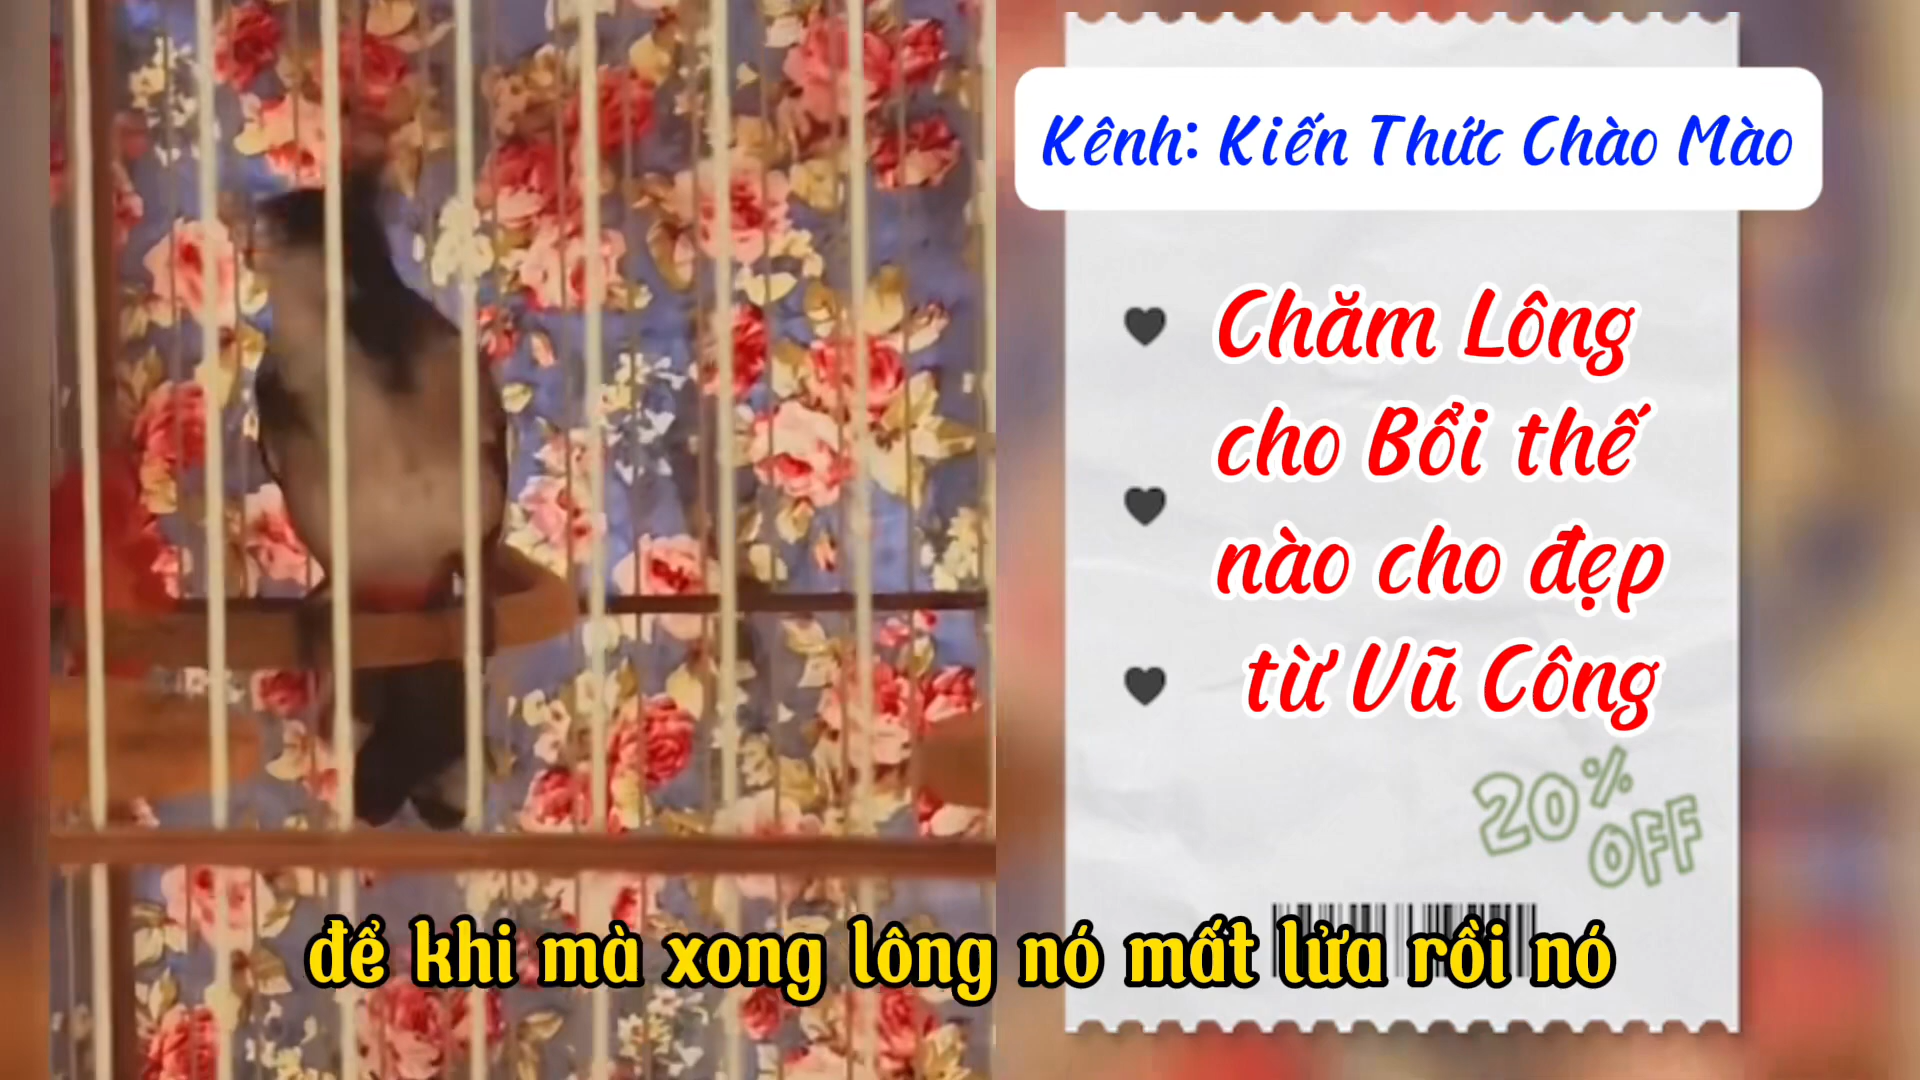 Kênh: Kiến Thức Chào Mào
Chăm Lông
cho Bổi thế
nào cho đẹp
từ Vũ Công
20%
OFF
để khi mà xong lông nó mất lửa rồi nó